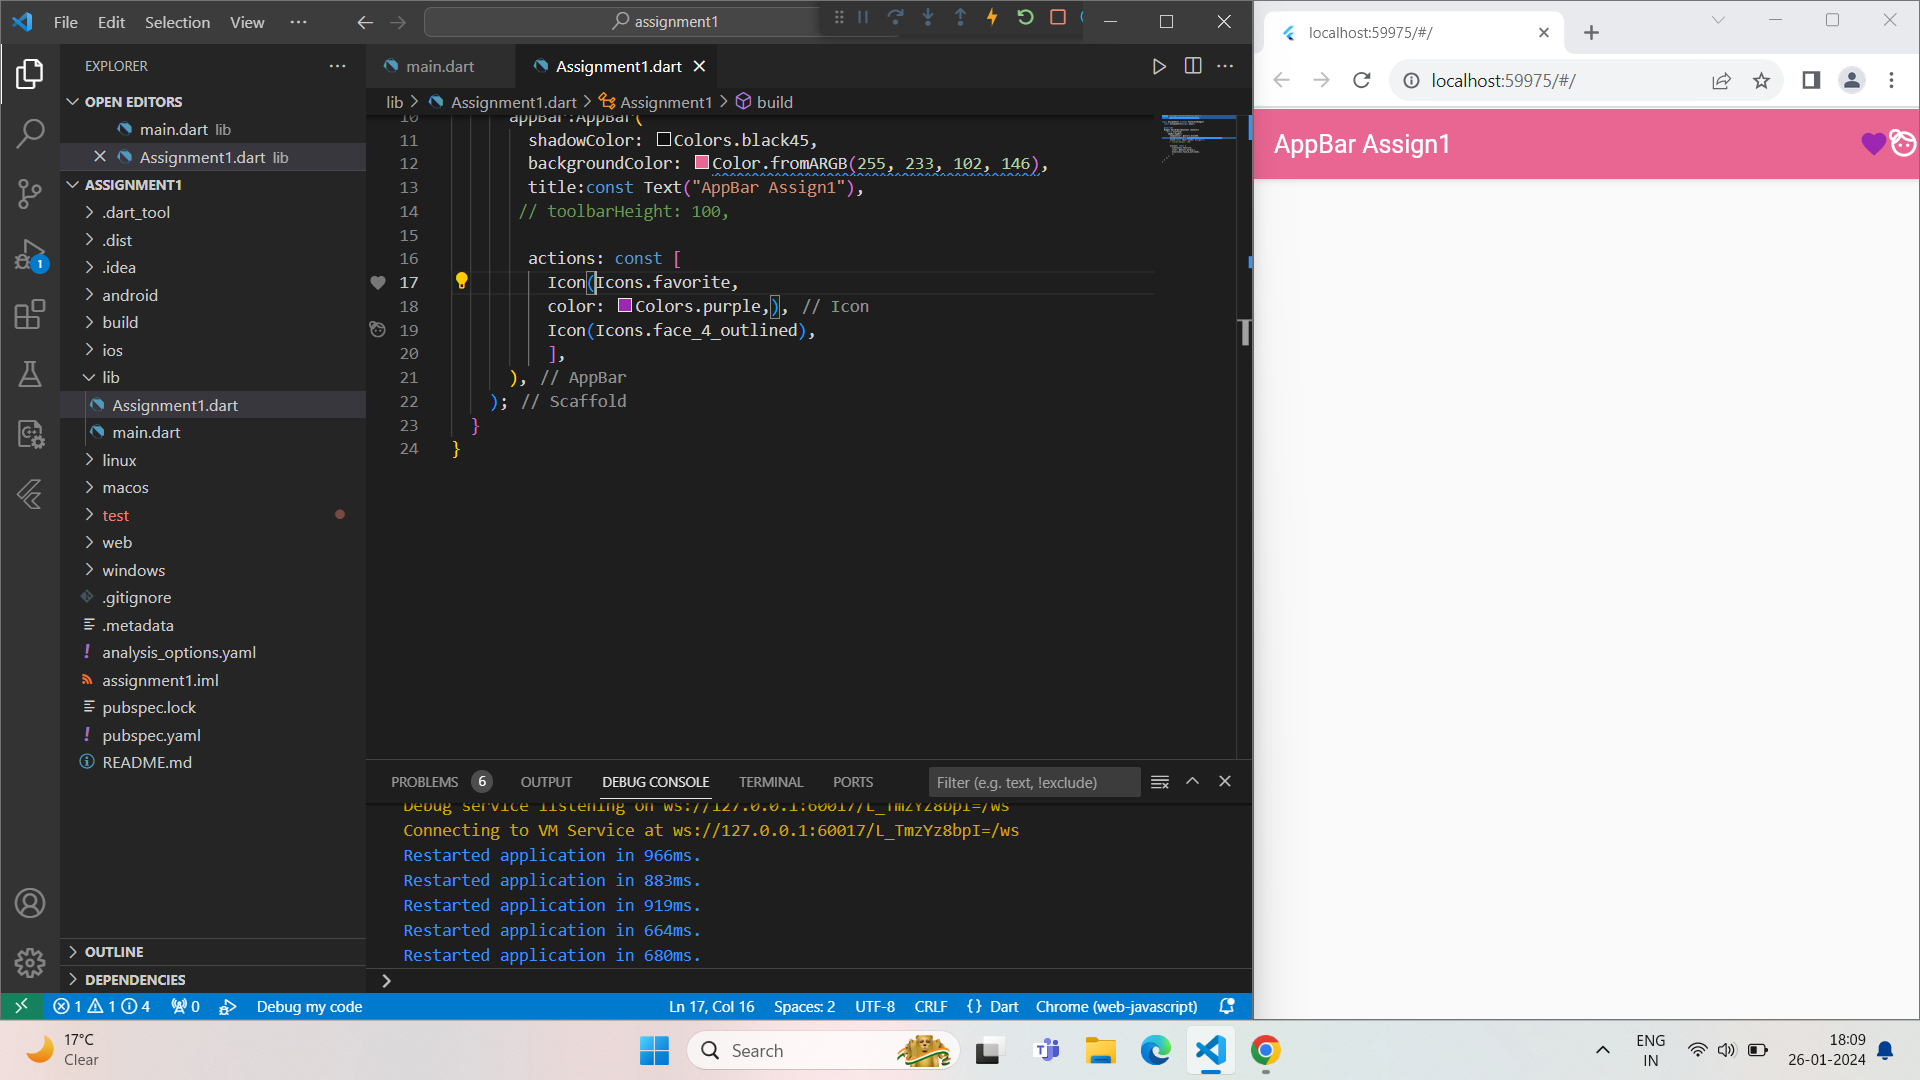 File Edit Selection View ··· assignment1
EXPLORER
OPEN EDITORS
main.dart lib
Assignment1.dart lib
ASSIGNMENT1
.dart_tool
.dist
.idea
android
build
ios
lib
Assignment1.dart
main.dart
linux
macos
test
web
windows
.gitignore
.metadata
analysis_options.yaml
assignment1.iml
pubspec.lock
pubspec.yaml
README.md
OUTLINE
DEPENDENCIES
main.dart Assignment1.dart
lib > Assignment1.dart > Assignment1 > build
10 appBar:AppBar(
11 shadowColor: Colors.black45,
12 backgroundColor: Color.fromARGB(255, 233, 102, 146),
13 title:const Text("AppBar Assign1"),
14 // toolbarHeight: 100,
15
16 actions: const [
17 Icon(Icons.favorite,
18 color: Colors.purple,), // Icon
19 Icon(Icons.face_4_outlined),
20 ],
21 ), // AppBar
22 ); // Scaffold
23 }
24 }
PROBLEMS 6 OUTPUT DEBUG CONSOLE TERMINAL PORTS Filter (e.g. text, !exclude)
Debug service listening on ws://127.0.0.1:60017/L_TmzYz8bpI=/ws
Connecting to VM Service at ws://127.0.0.1:60017/L_TmzYz8bpI=/ws
Restarted application in 966ms.
Restarted application in 883ms.
Restarted application in 919ms.
Restarted application in 664ms.
Restarted application in 680ms.
1 1 4 0 Debug my code Ln 17, Col 16 Spaces: 2 UTF-8 CRLF {} Dart Chrome (web-javascript)
localhost:59975/#/
localhost:59975/#/
AppBar Assign1
1
17°C
Clear
Search
ENG
IN
18:09
26-01-2024